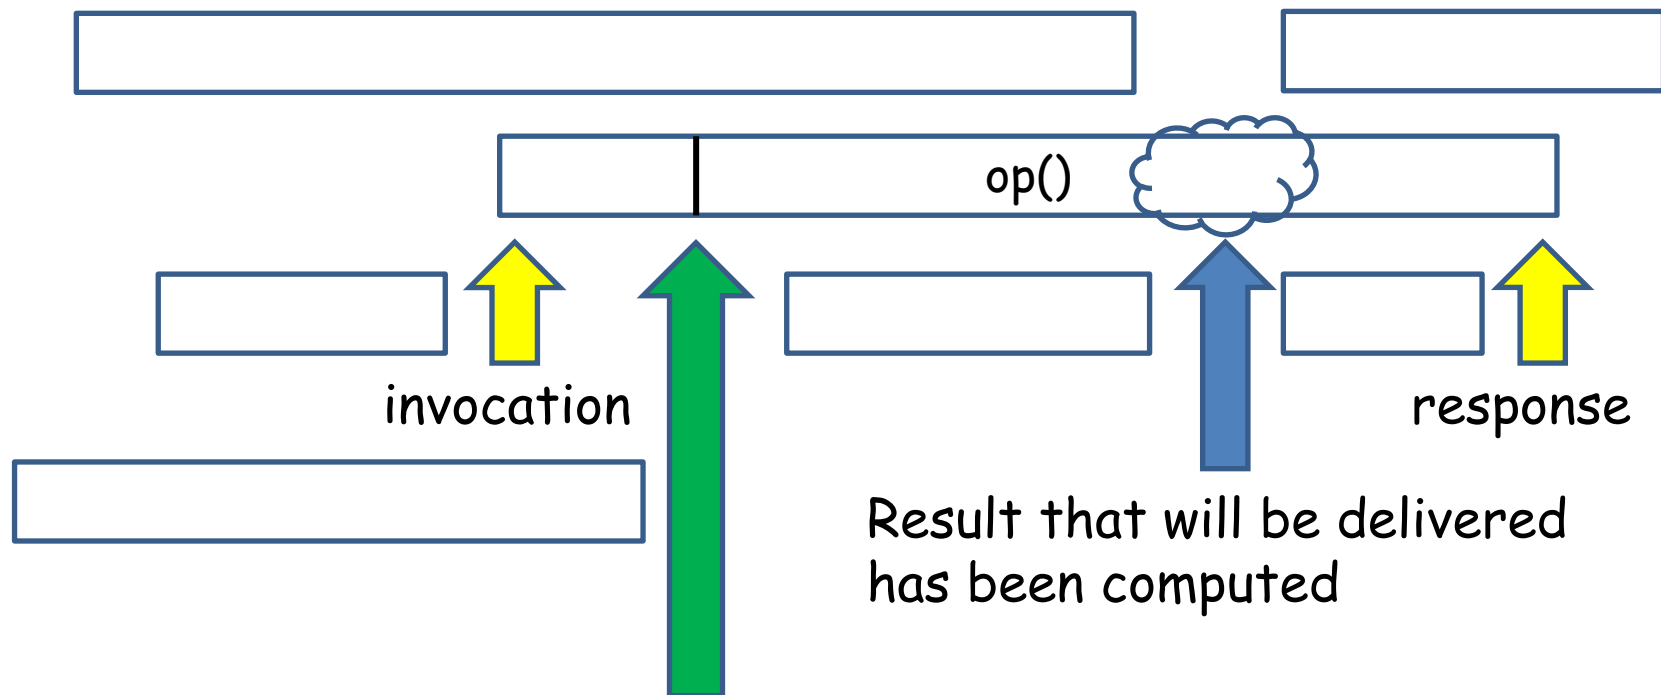 op()
invocation
response
Result that will be delivered
has been computed